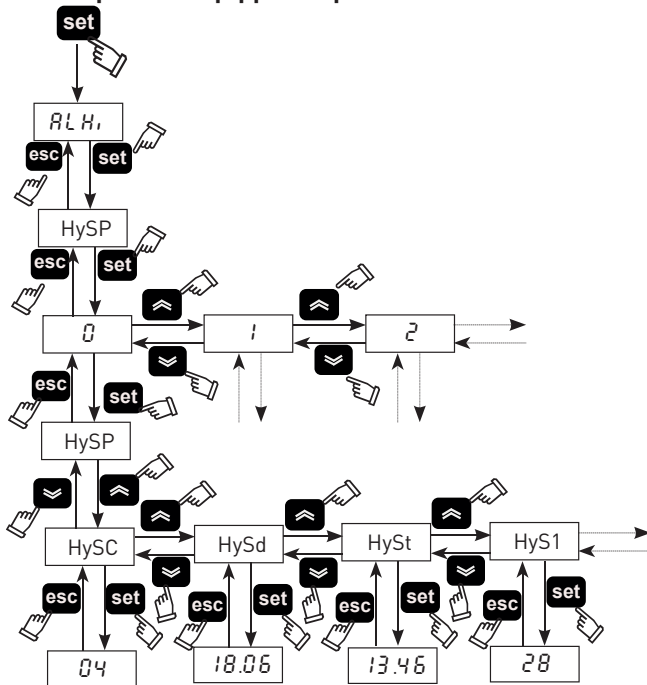 set
ALHi
esc set
HySP
esc set
0 1 2
esc set
HySP
HySC HySd HySt HyS1
esc set esc set esc set esc set
04 18.06 13.46 28